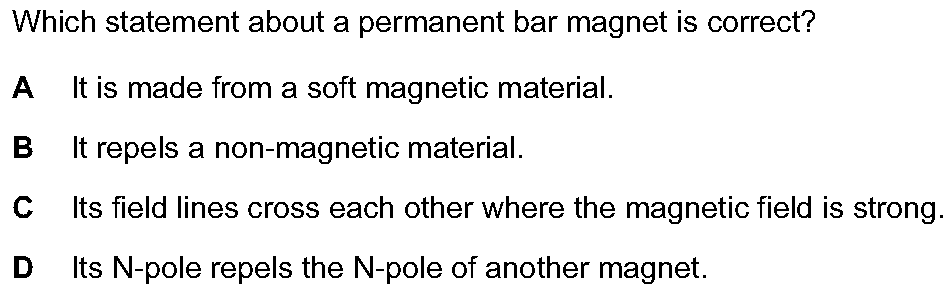 Which statement about a permanent bar magnet is correct?
A It is made from a soft magnetic material.
B It repels a non-magnetic material.
C Its field lines cross each other where the magnetic field is strong.
D Its N-pole repels the N-pole of another magnet.